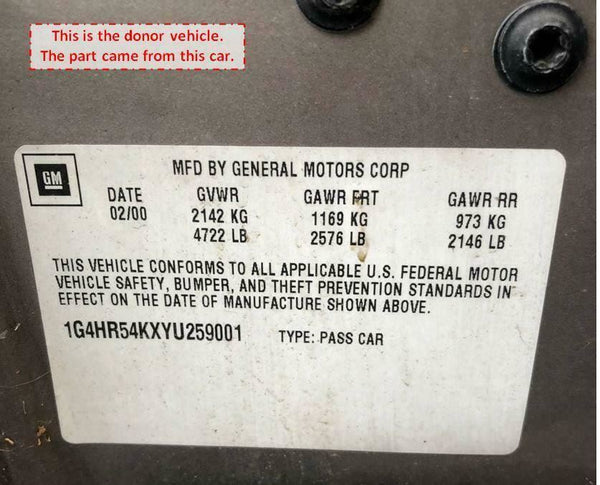 This is the donor vehicle.
The part came from this car.
GM
MFD BY GENERAL MOTORS CORP
DATE GVWR GAWR FRT GAWR RR
02/00 2142 KG 1169 KG 973 KG
4722 LB 2576 LB 2146 LB
THIS VEHICLE CONFORMS TO ALL APPLICABLE U.S. FEDERAL MOTOR
VEHICLE SAFETY, BUMPER, AND THEFT PREVENTION STANDARDS IN
EFFECT ON THE DATE OF MANUFACTURE SHOWN ABOVE.
1G4HR54KXYU259001 TYPE: PASS CAR